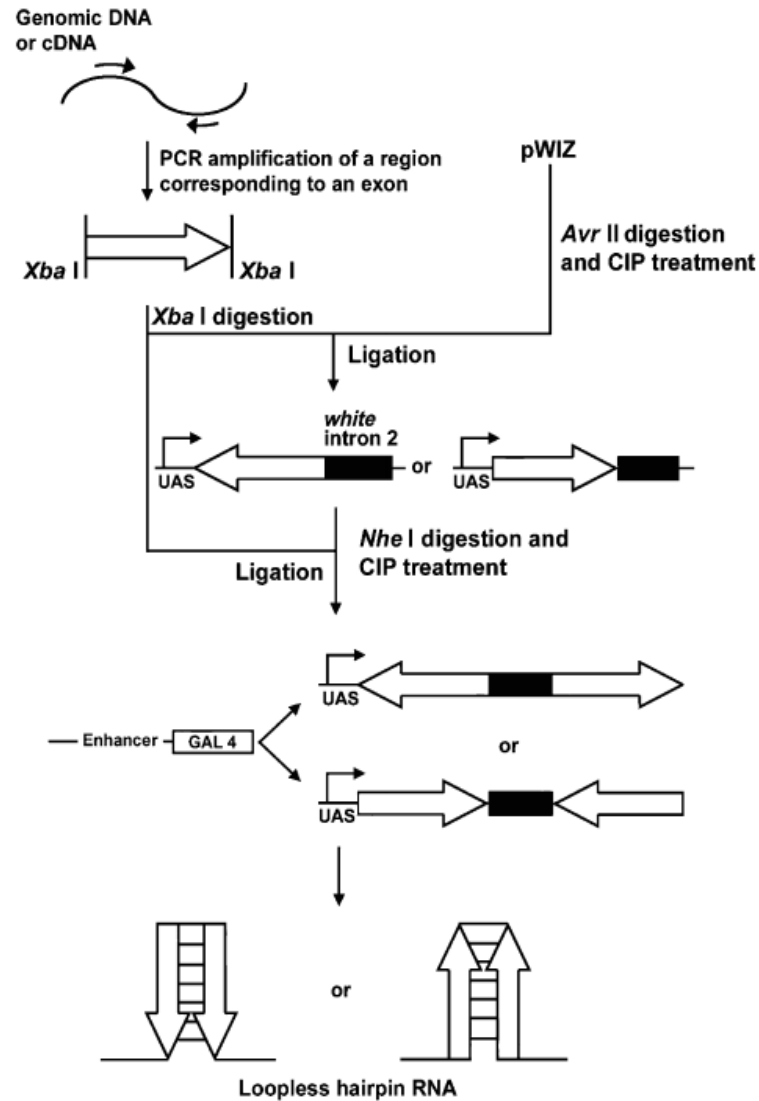 Genomic DNA
or cDNA
PCR amplification of a region
corresponding to an exon
pWIZ
Avr II digestion
and CIP treatment
Xba I
Xba I
Xba I digestion
Ligation
white
intron 2
or
UAS
UAS
Nhe I digestion and
CIP treatment
Ligation
UAS
Enhancer
GAL 4
or
UAS
or
Loopless hairpin RNA